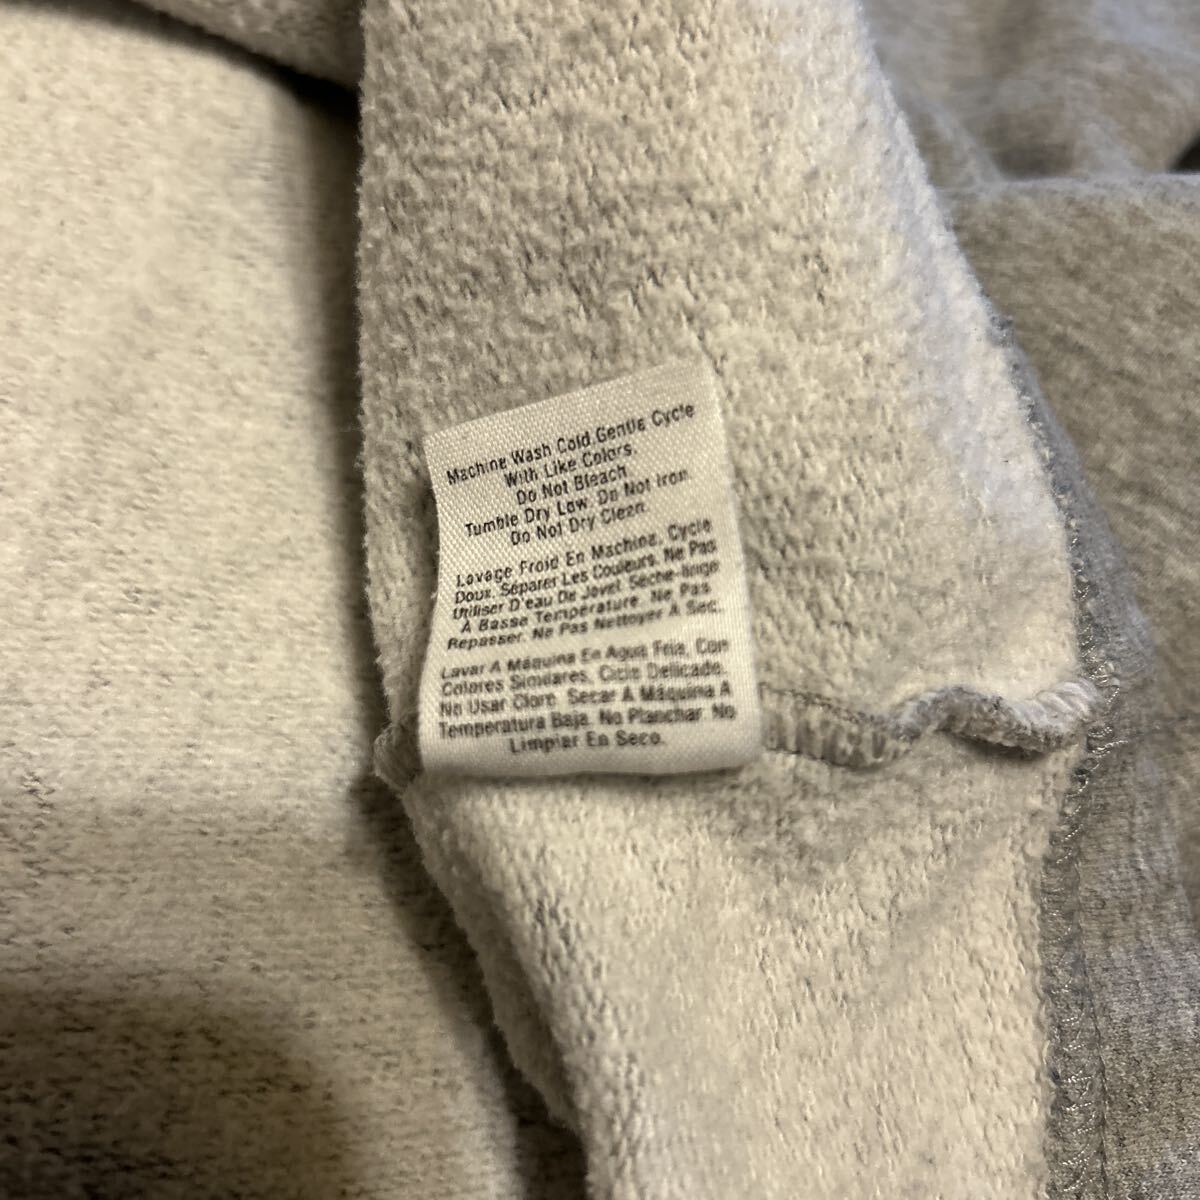 Machine Wash Cold.Gentle Cycle
With Like Colors.
Do Not Bleach.
Tumble Dry Low. Do Not Iron.
Do Not Dry Clean.
Lavage Froid En Machine, Cycle
Doux. Séparer Les Couleurs. Ne Pas
Utiliser D'eau De Javel. Sèche-linge
À Basse Température. Ne Pas
Repasser. Ne Pas Nettoyer À Sec.
Lavar A Máquina En Agua Fria, Con
Colores Similares, Ciclo Delicade.
No Usar Cloro. Secar A Máquina A
Temperatura Baja. No Planchar. No
Limpiar En Seco.